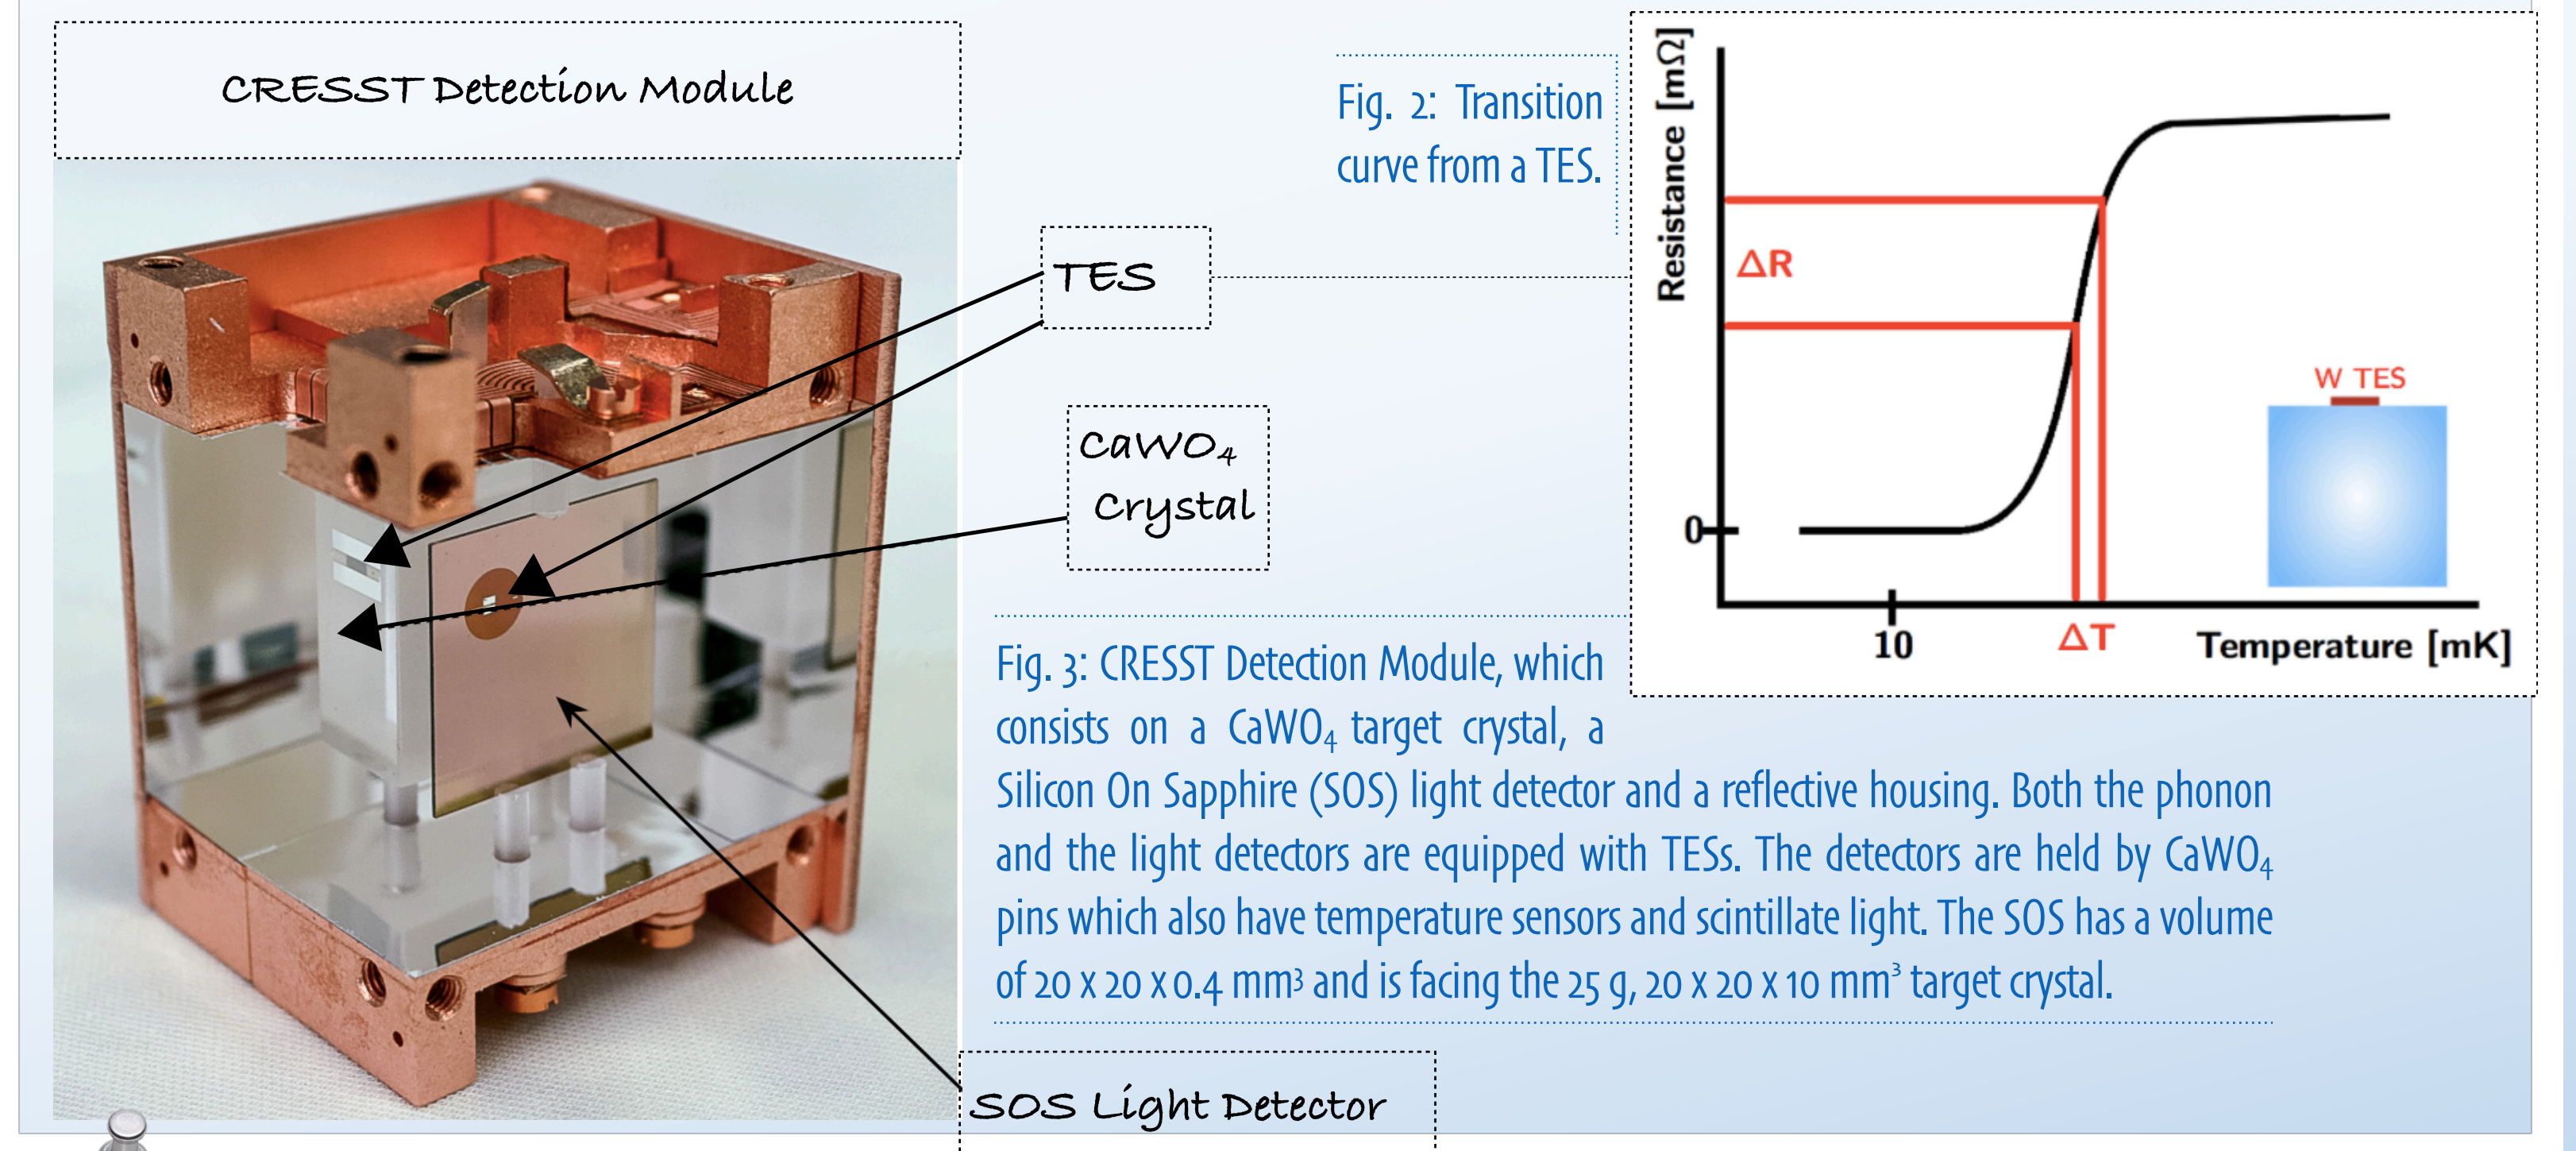 CRESST Detection Module
Fig. 2: Transition
curve from a TES.
TES
CaWO₄
Crystal
Resistance [mΩ]
ΔR
0
10
ΔT
Temperature [mK]
W TES
Fig. 3: CRESST Detection Module, which
consists on a CaWO₄ target crystal, a
Silicon On Sapphire (SOS) light detector and a reflective housing. Both the phonon
and the light detectors are equipped with TESs. The detectors are held by CaWO₄
pins which also have temperature sensors and scintillate light. The SOS has a volume
of 20 x 20 x 0.4 mm³ and is facing the 25 g, 20 x 20 x 10 mm³ target crystal.
SOS Light Detector